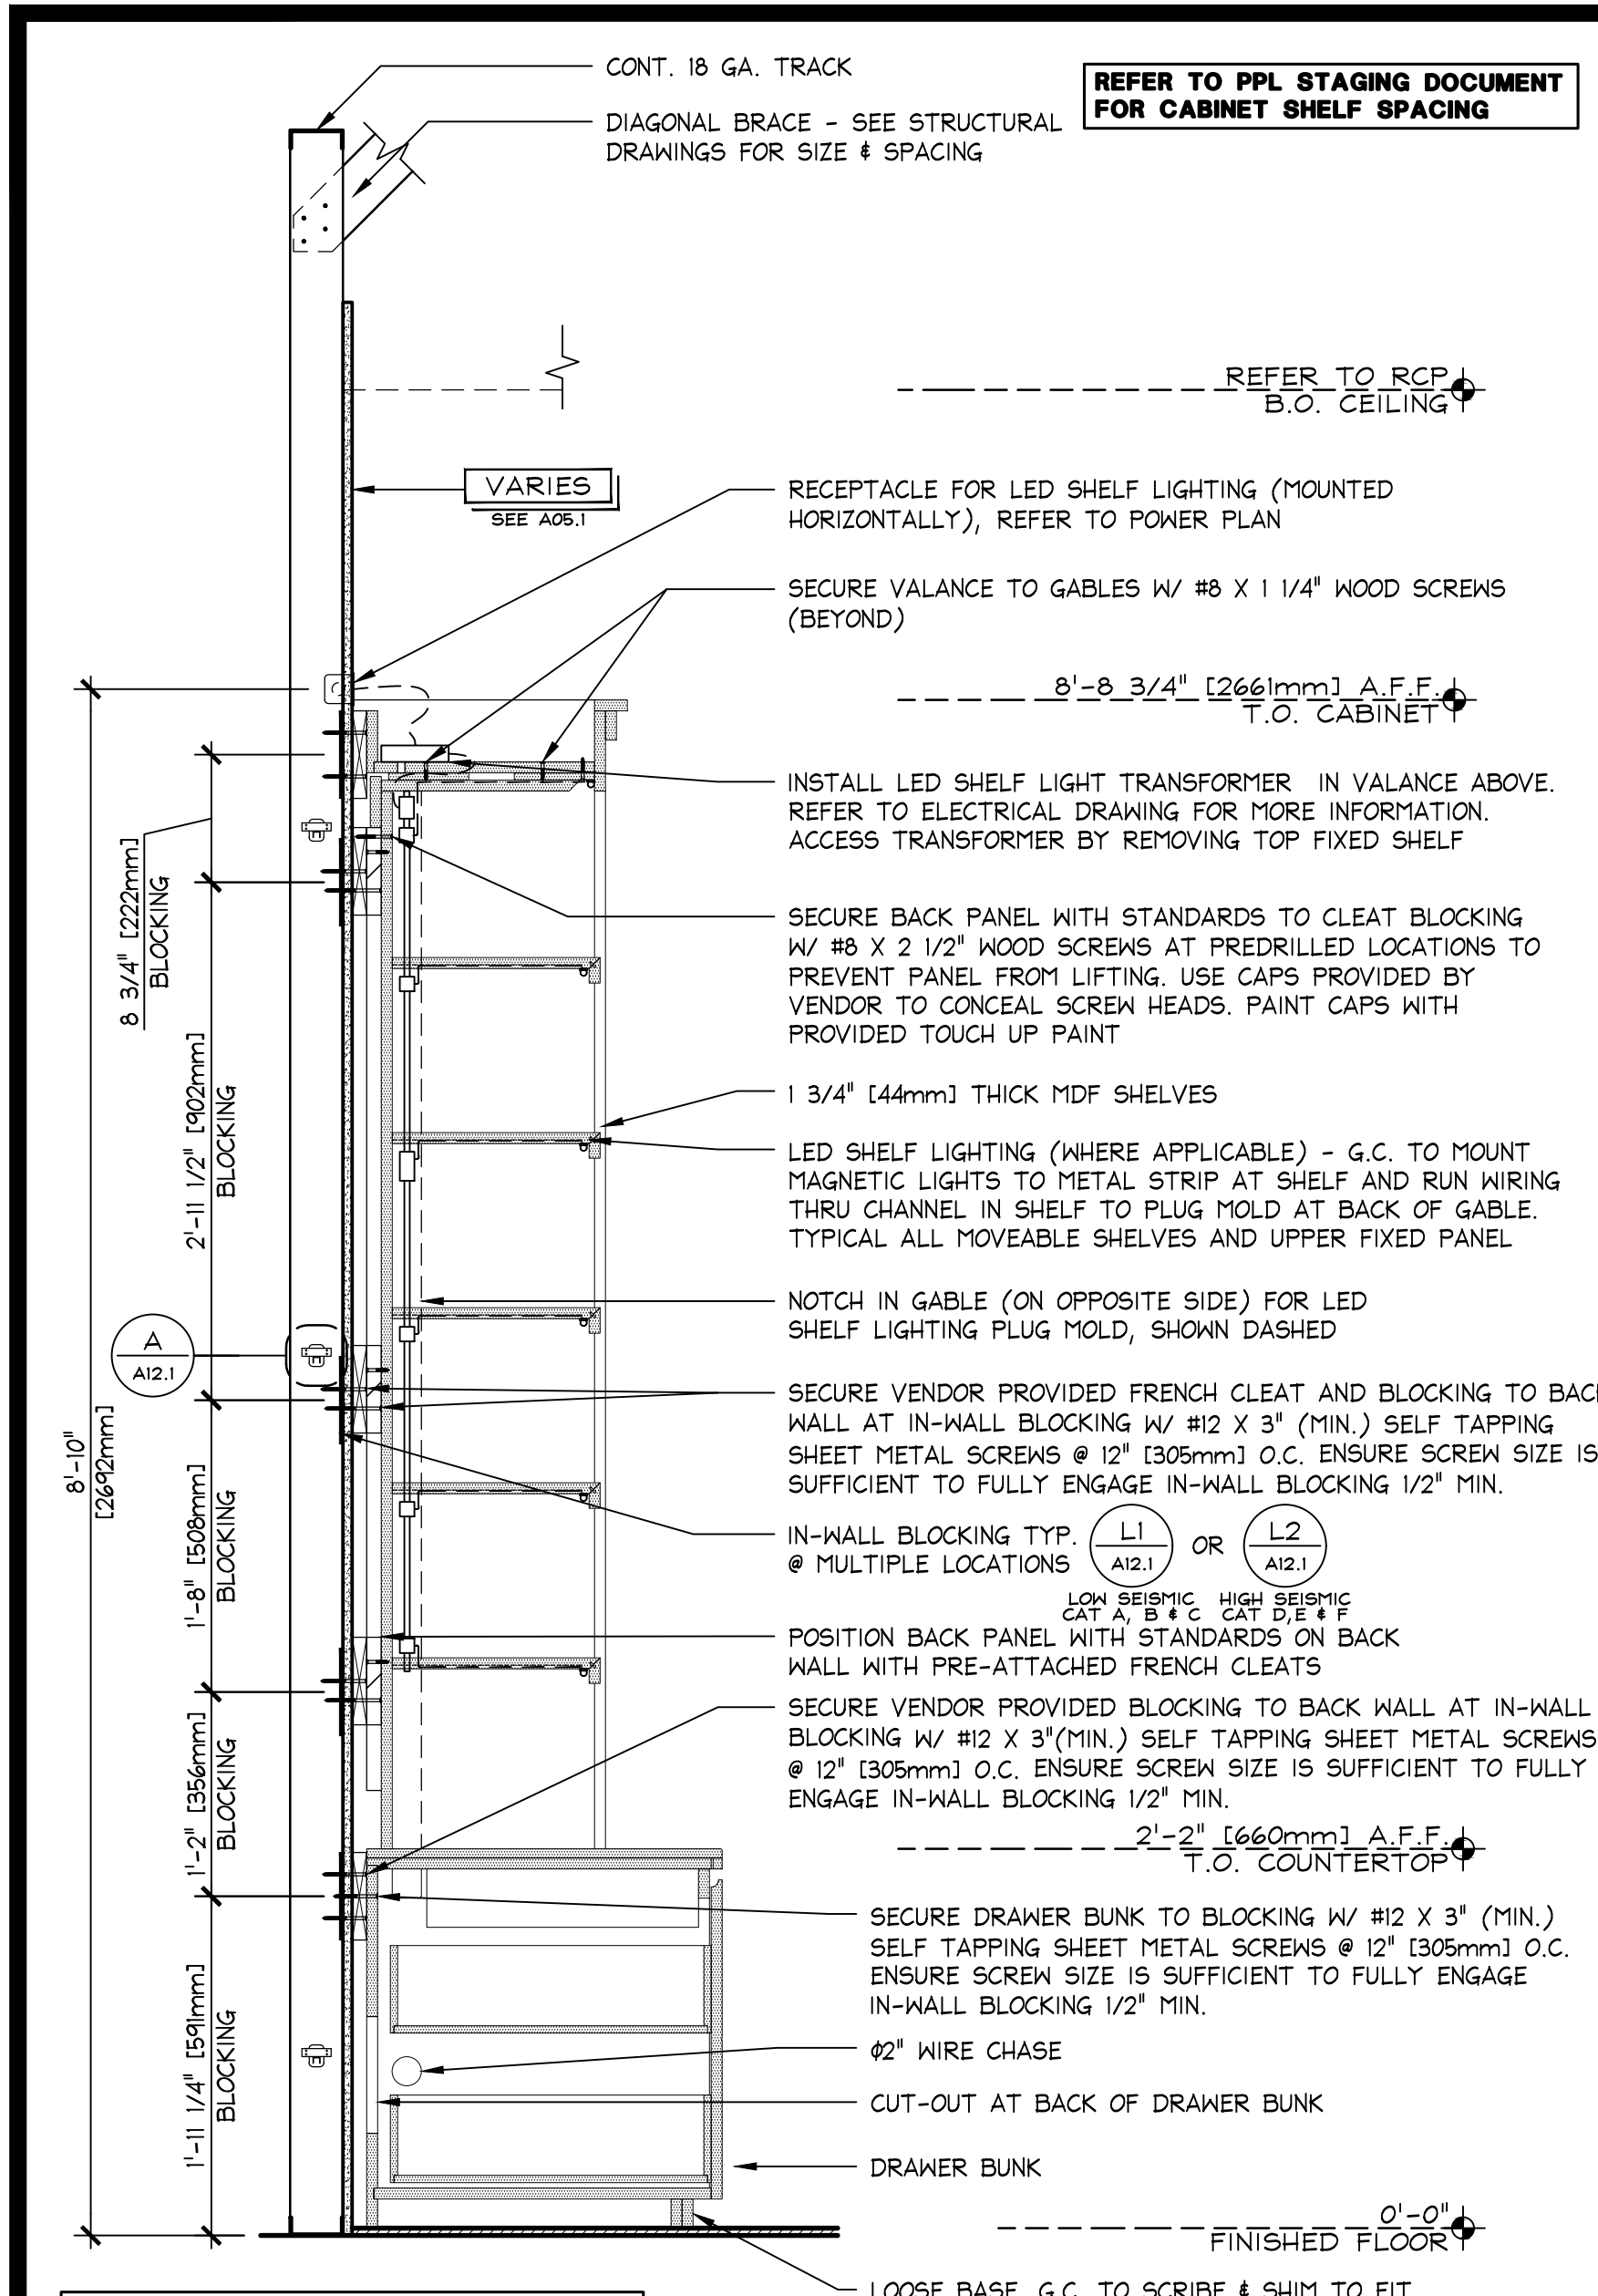 CONT. 18 GA. TRACK
REFER TO PPL STAGING DOCUMENT
FOR CABINET SHELF SPACING
DIAGONAL BRACE - SEE STRUCTURAL
DRAWINGS FOR SIZE & SPACING
REFER TO RCP
B.O. CEILING
VARIES
SEE A05.1
RECEPTACLE FOR LED SHELF LIGHTING (MOUNTED
HORIZONTALLY), REFER TO POWER PLAN
SECURE VALANCE TO GABLES W/ #8 X 1 1/4" WOOD SCREWS
(BEYOND)
8'-8 3/4" [2661mm] A.F.F.
T.O. CABINET
INSTALL LED SHELF LIGHT TRANSFORMER IN VALANCE ABOVE.
REFER TO ELECTRICAL DRAWING FOR MORE INFORMATION.
ACCESS TRANSFORMER BY REMOVING TOP FIXED SHELF
8 3/4" [222mm]
BLOCKING
SECURE BACK PANEL WITH STANDARDS TO CLEAT BLOCKING
W/ #8 X 2 1/2" WOOD SCREWS AT PREDRILLED LOCATIONS TO
PREVENT PANEL FROM LIFTING. USE CAPS PROVIDED BY
VENDOR TO CONCEAL SCREW HEADS. PAINT CAPS WITH
PROVIDED TOUCH UP PAINT
2'-11 1/2" [902mm]
BLOCKING
1 3/4" [44mm] THICK MDF SHELVES
LED SHELF LIGHTING (WHERE APPLICABLE) - G.C. TO MOUNT
MAGNETIC LIGHTS TO METAL STRIP AT SHELF AND RUN WIRING
THRU CHANNEL IN SHELF TO PLUG MOLD AT BACK OF GABLE.
TYPICAL ALL MOVEABLE SHELVES AND UPPER FIXED PANEL
NOTCH IN GABLE (ON OPPOSITE SIDE) FOR LED
SHELF LIGHTING PLUG MOLD, SHOWN DASHED
A
A12.1
8'-10"
[2692mm]
SECURE VENDOR PROVIDED FRENCH CLEAT AND BLOCKING TO BACK
WALL AT IN-WALL BLOCKING W/ #12 X 3" (MIN.) SELF TAPPING
SHEET METAL SCREWS @ 12" [305mm] O.C. ENSURE SCREW SIZE IS
SUFFICIENT TO FULLY ENGAGE IN-WALL BLOCKING 1/2" MIN.
1'-8" [508mm]
BLOCKING
IN-WALL BLOCKING TYP.
@ MULTIPLE LOCATIONS
L1
A12.1
OR
L2
A12.1
LOW SEISMIC
CAT A, B & C
HIGH SEISMIC
CAT D,E & F
POSITION BACK PANEL WITH STANDARDS ON BACK
WALL WITH PRE-ATTACHED FRENCH CLEATS
SECURE VENDOR PROVIDED BLOCKING TO BACK WALL AT IN-WALL
BLOCKING W/ #12 X 3"(MIN.) SELF TAPPING SHEET METAL SCREWS
@ 12" [305mm] O.C. ENSURE SCREW SIZE IS SUFFICIENT TO FULLY
ENGAGE IN-WALL BLOCKING 1/2" MIN.
1'-2" [356mm]
BLOCKING
2'-2" [660mm] A.F.F.
T.O. COUNTERTOP
SECURE DRAWER BUNK TO BLOCKING W/ #12 X 3" (MIN.)
SELF TAPPING SHEET METAL SCREWS @ 12" [305mm] O.C.
ENSURE SCREW SIZE IS SUFFICIENT TO FULLY ENGAGE
IN-WALL BLOCKING 1/2" MIN.
1'-11 1/4" [591mm]
BLOCKING
ϕ2" WIRE CHASE
CUT-OUT AT BACK OF DRAWER BUNK
DRAWER BUNK
0'-0"
FINISHED FLOOR
LOOSE BASE, G.C. TO SCRIBE & SHIM TO FIT